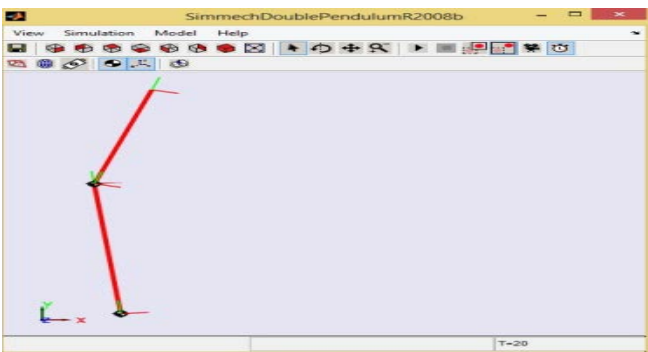 SimmechDoublePendulumR2008b
View Simulation Model Help
Y
Z x
T=20